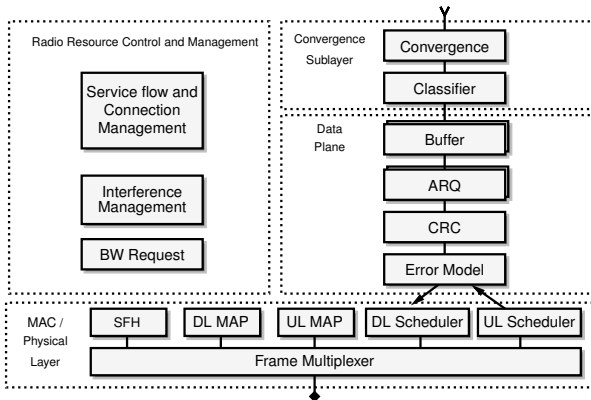 Radio Resource Control and Management
Service flow and
Connection
Management
Interference
Management
BW Request
Convergence
Sublayer
Convergence
Classifier
Data
Plane
Buffer
ARQ
CRC
Error Model
MAC /
Physical
Layer
SFH
DL MAP
UL MAP
DL Scheduler
UL Scheduler
Frame Multiplexer